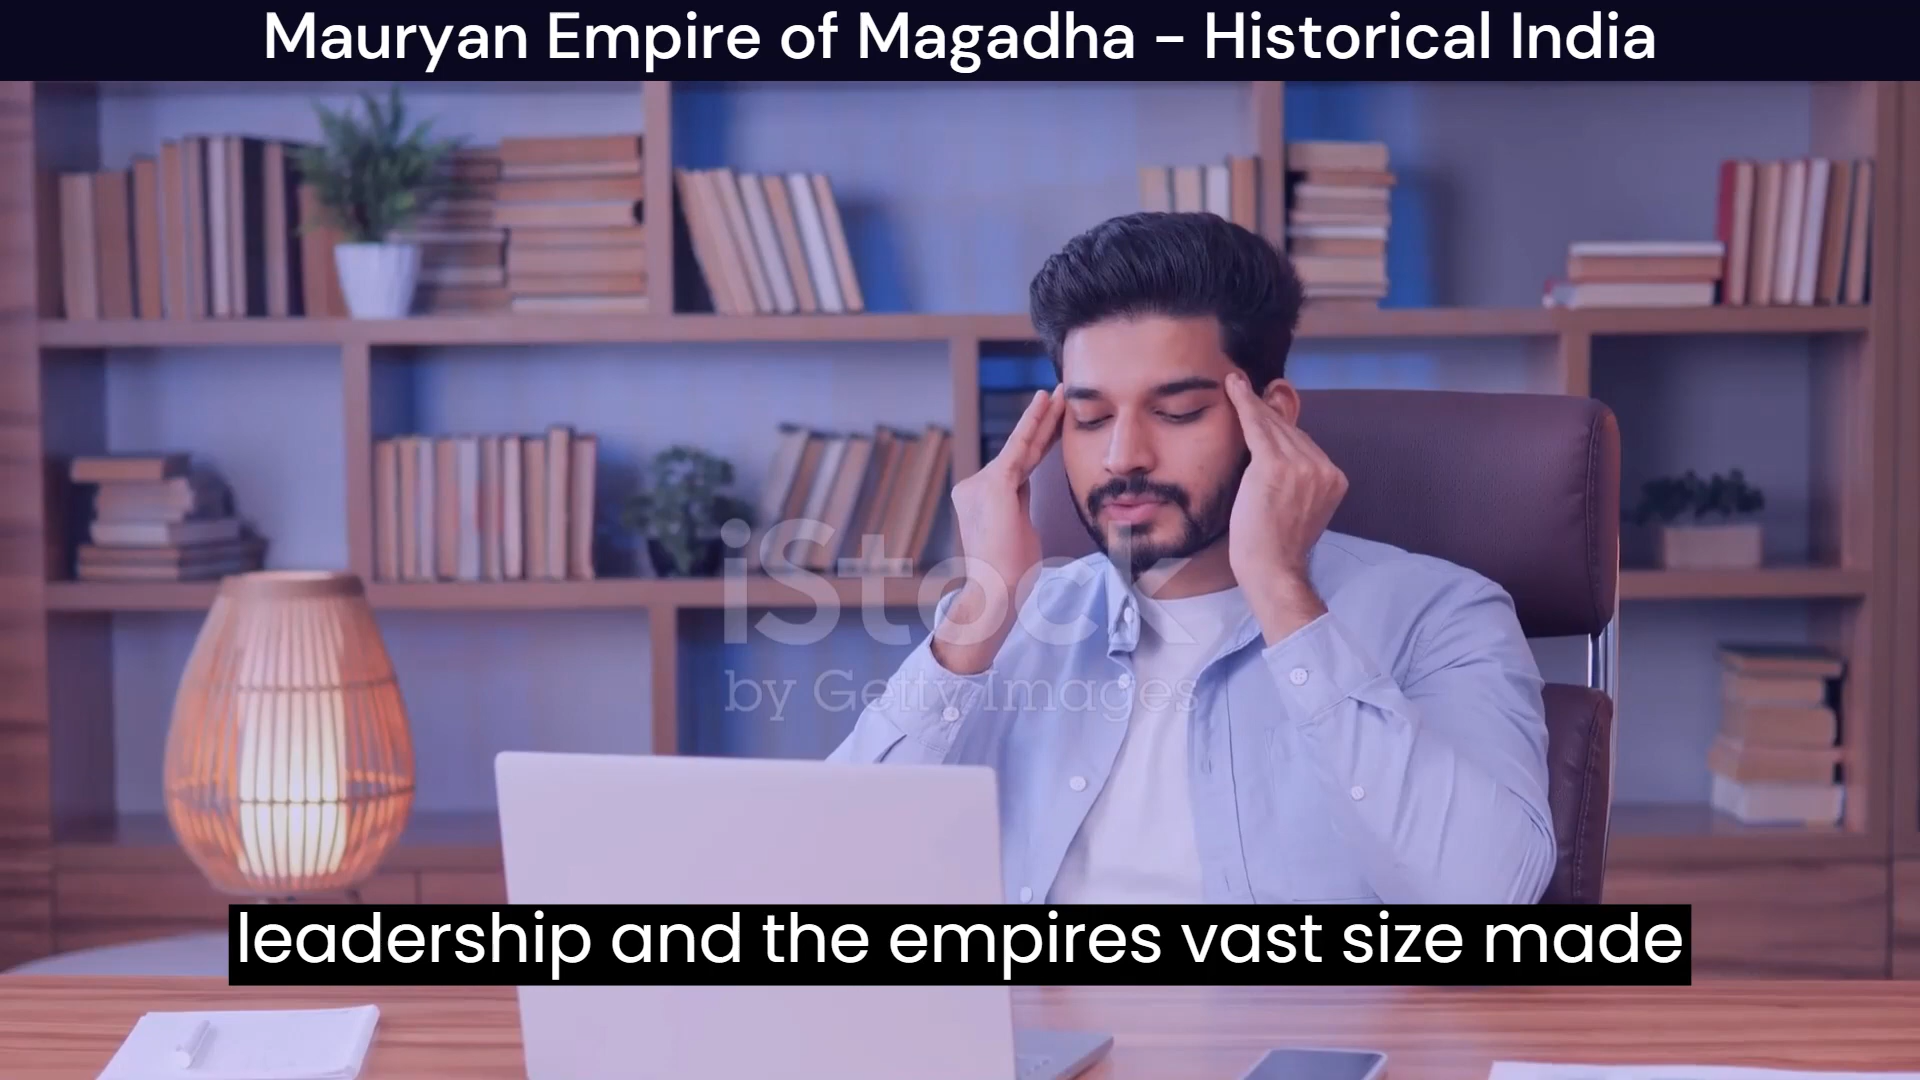 Mauryan Empire of Magadha - Historical India
iStock
by Getty Images
leadership and the empires vast size made